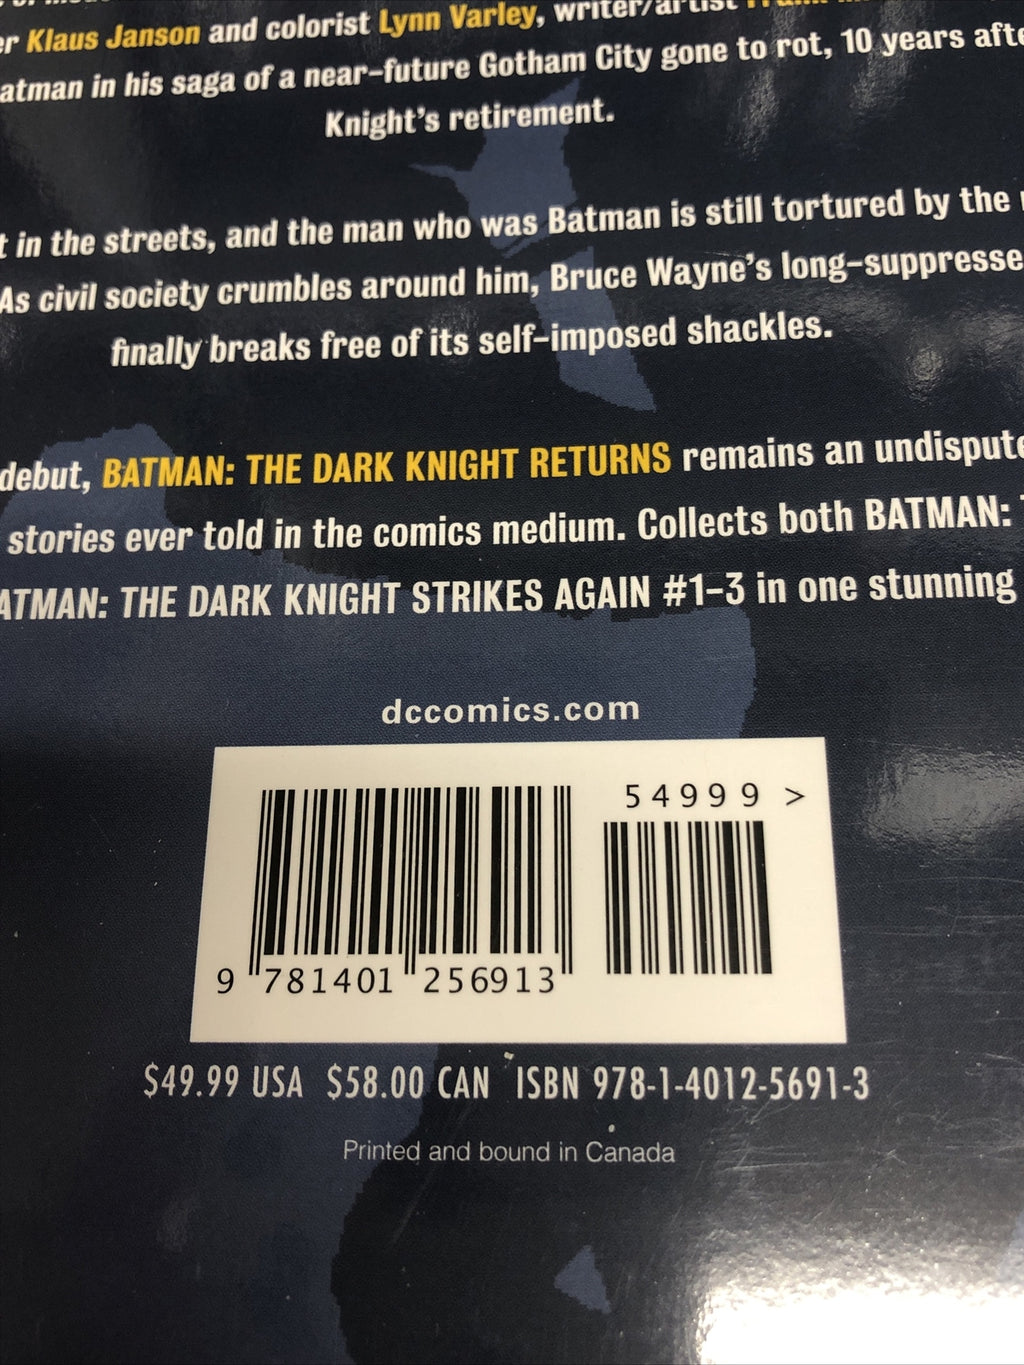 Klaus Janson and colorist Lynn Varley, writer/artist
atman in his saga of a near-future Gotham City gone to rot, 10 years afte
Knight's retirement.
t in the streets, and the man who was Batman is still tortured by the
As civil society crumbles around him, Bruce Wayne's long-suppresse
finally breaks free of its self-imposed shackles.
debut, BATMAN: THE DARK KNIGHT RETURNS remains an undispute
stories ever told in the comics medium. Collects both BATMAN:
ATMAN: THE DARK KNIGHT STRIKES AGAIN #1-3 in one stunning
dccomics.com
54999 >
9 781401 256913
$49.99 USA $58.00 CAN ISBN 978-1-4012-5691-3
Printed and bound in Canada